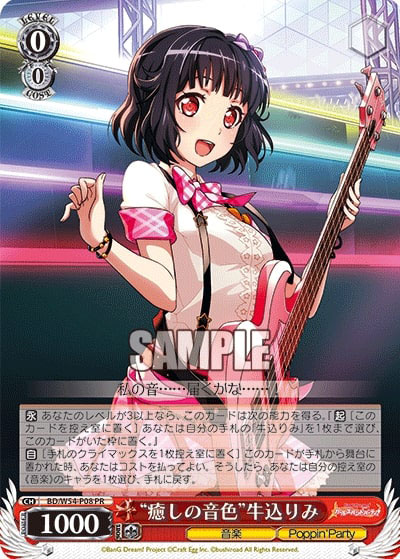 LEVEL
0
0
COST
SAMPLE
私の音……届くかな……
永 あなたのレベルが3以上なら、このカードは次の能力を得る。『起［この
カードを控え室に置く］ あなたは自分の手札の「牛込りみ」を1枚まで選び、
このカードがいた枠に置く。』
自［手札のクライマックスを1枚控え室に置く］ このカードが手札から舞台に
置かれた時、あなたはコストを払ってよい。そうしたら、あなたは自分の控え室の
《音楽》のキャラを1枚選び、手札に戻す。
CH BD/W54-P08 PR
1000
“癒しの音色”牛込りみ
音楽
Poppin'Party
©BanG Dream! Project ©Craft Egg Inc. ©bushiroad All Rights Reserved.